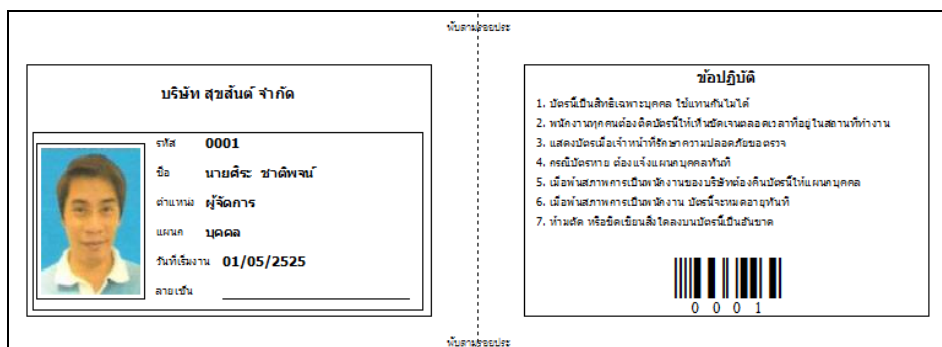 พับตามรอยประ
บริษัท สุขสันต์ จำกัด
รหัส 0001
ชื่อ นายศิระ ชาติพจน์
ตำแหน่ง ผู้จัดการ
แผนก บุคคล
วันที่เริ่มงาน 01/05/2525
ลายเซ็น
ข้อปฏิบัติ
1. บัตรนี้เป็นสิทธิเฉพาะบุคคล ใช้แทนกันไม่ได้
2. พนักงานทุกคนต้องติดบัตรนี้ให้เห็นชัดเจนตลอดเวลาที่อยู่ในสถานที่ทำงาน
3. แสดงบัตรเมื่อเจ้าหน้าที่รักษาความปลอดภัยขอตรวจ
4. กรณีบัตรหาย ต้องแจ้งแผนกบุคคลทันที
5. เมื่อพ้นสภาพการเป็นพนักงานของบริษัทต้องคืนบัตรนี้ให้แผนกบุคคล
6. เมื่อพ้นสภาพการเป็นพนักงาน บัตรนี้จะหมดอายุทันที
7. ห้ามตัด หรือขีดเขียนสิ่งใดลงบนบัตรนี้เป็นอันขาด
0 0 0 1
พับตามรอยประ